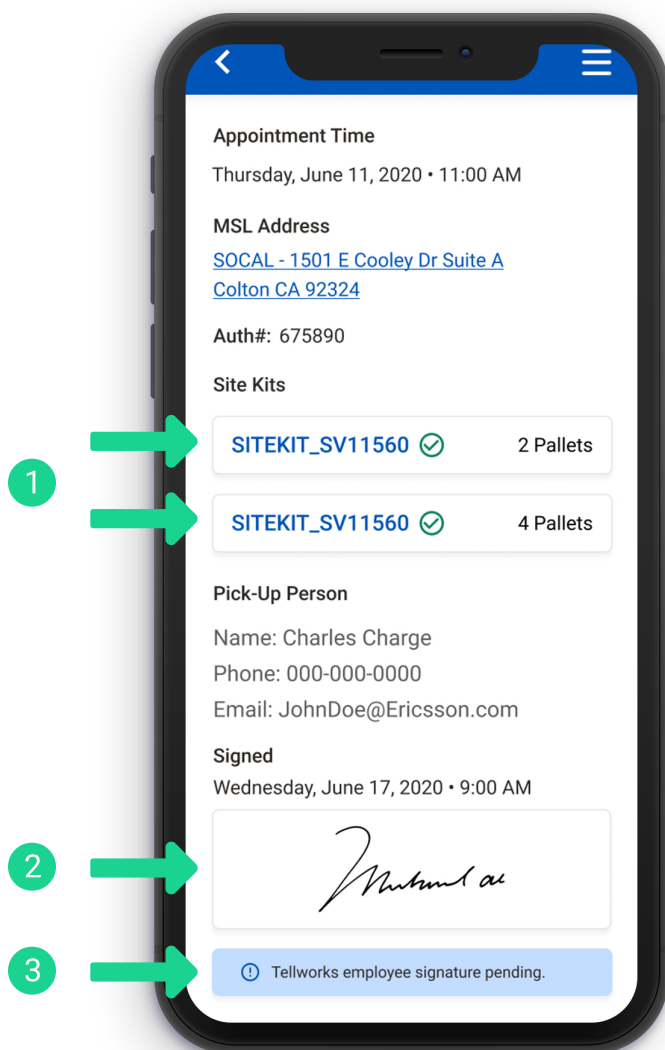 Appointment Time
Thursday, June 11, 2020 • 11:00 AM
MSL Address
SOCAL - 1501 E Cooley Dr Suite A
Colton CA 92324
Auth#: 675890
Site Kits
1
SITEKIT_SV11560 2 Pallets
SITEKIT_SV11560 4 Pallets
Pick-Up Person
Name: Charles Charge
Phone: 000-000-0000
Email: JohnDoe@Ericsson.com
Signed
Wednesday, June 17, 2020 • 9:00 AM
2
3
Tellworks employee signature pending.